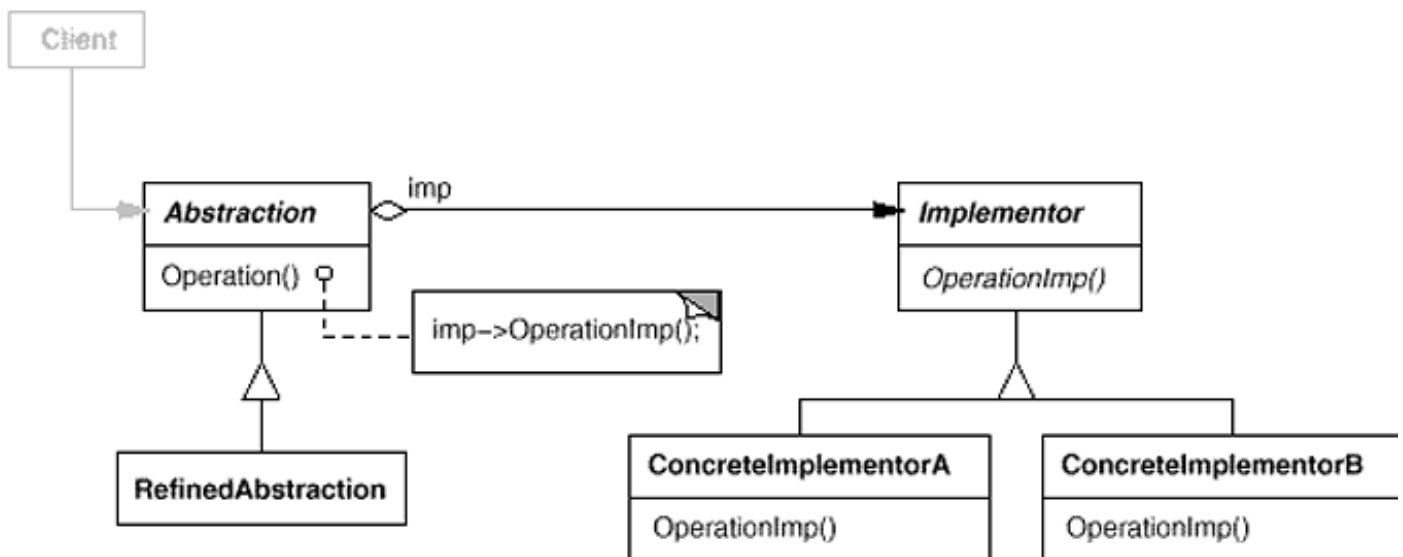 Client
imp
Abstraction
Implementor
Operation()
OperationImp()
imp->OperationImp();
RefinedAbstraction
ConcreteImplementorA
ConcreteImplementorB
OperationImp()
OperationImp()